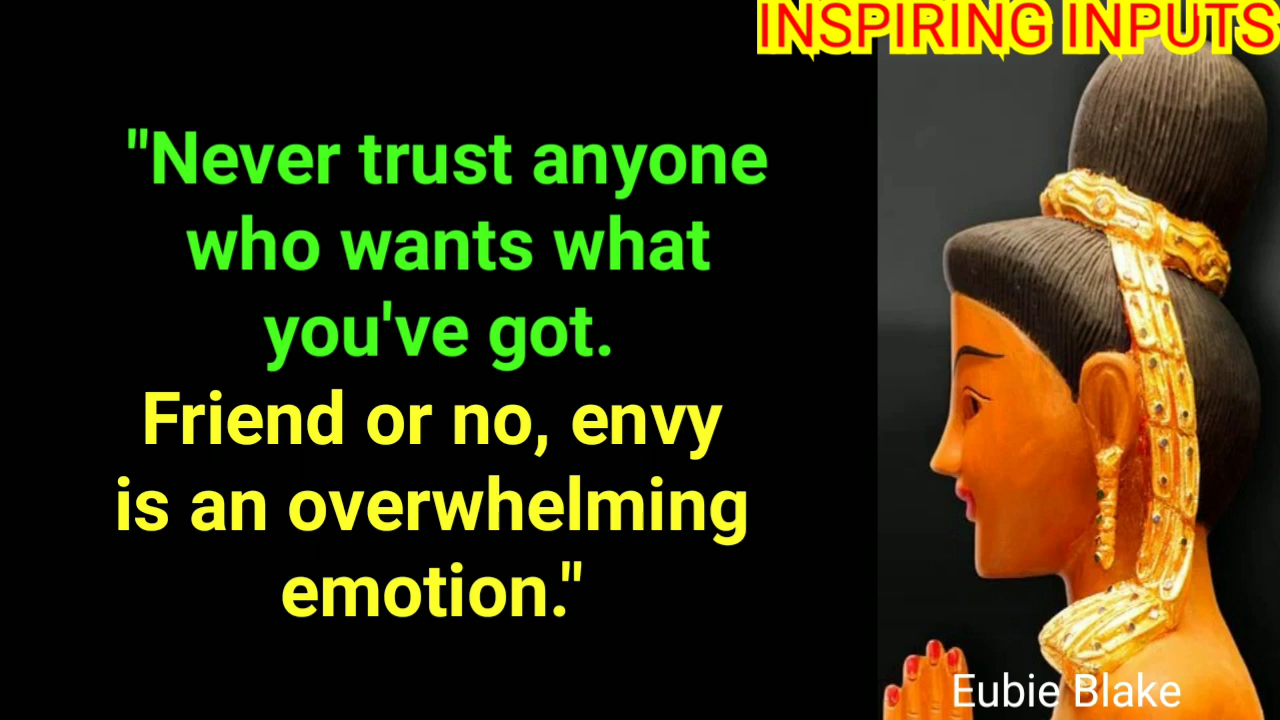 INSPIRING INPUTS
"Never trust anyone
who wants what
you've got.
Friend or no, envy
is an overwhelming
emotion."
Eubie Blake